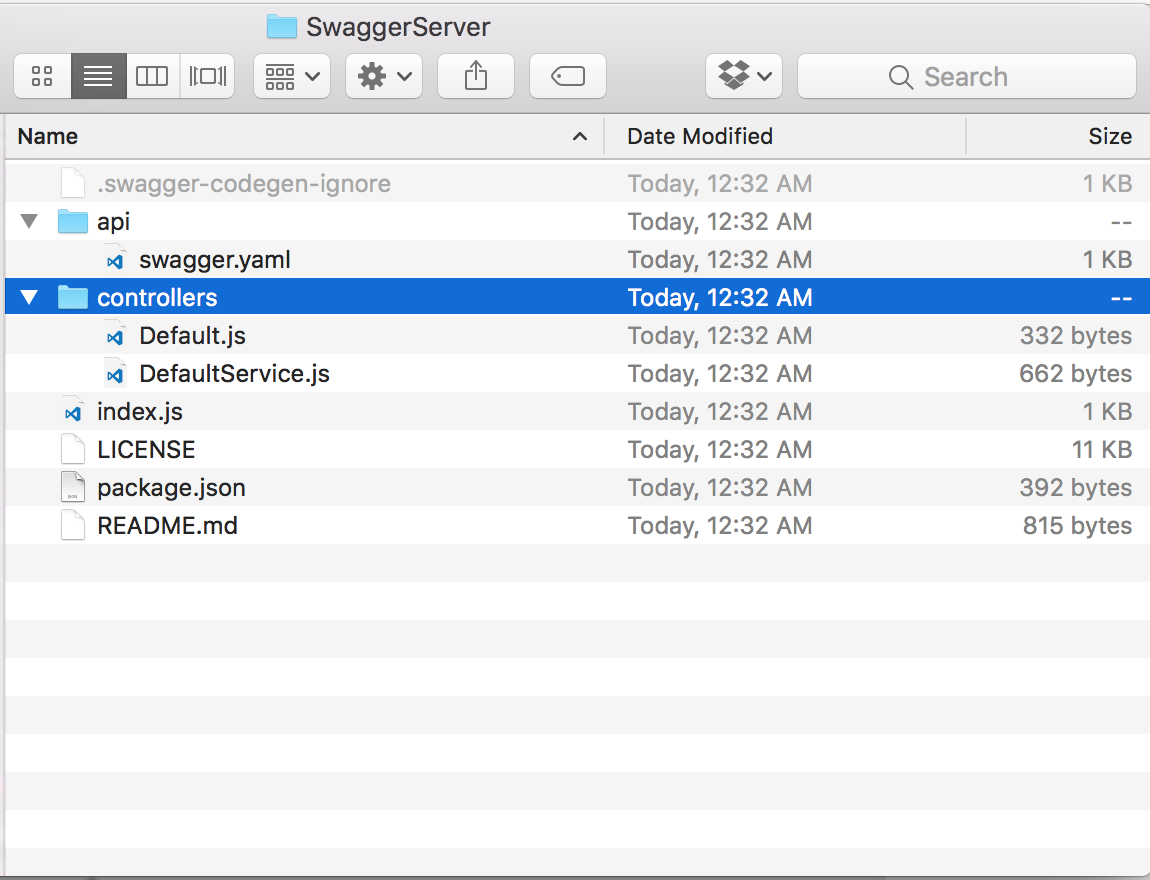 SwaggerServer
Search
Name Date Modified Size
.swagger-codegen-ignore Today, 12:32 AM 1 KB
api Today, 12:32 AM --
swagger.yaml Today, 12:32 AM 1 KB
controllers Today, 12:32 AM --
Default.js Today, 12:32 AM 332 bytes
DefaultService.js Today, 12:32 AM 662 bytes
index.js Today, 12:32 AM 1 KB
LICENSE Today, 12:32 AM 11 KB
package.json Today, 12:32 AM 392 bytes
README.md Today, 12:32 AM 815 bytes